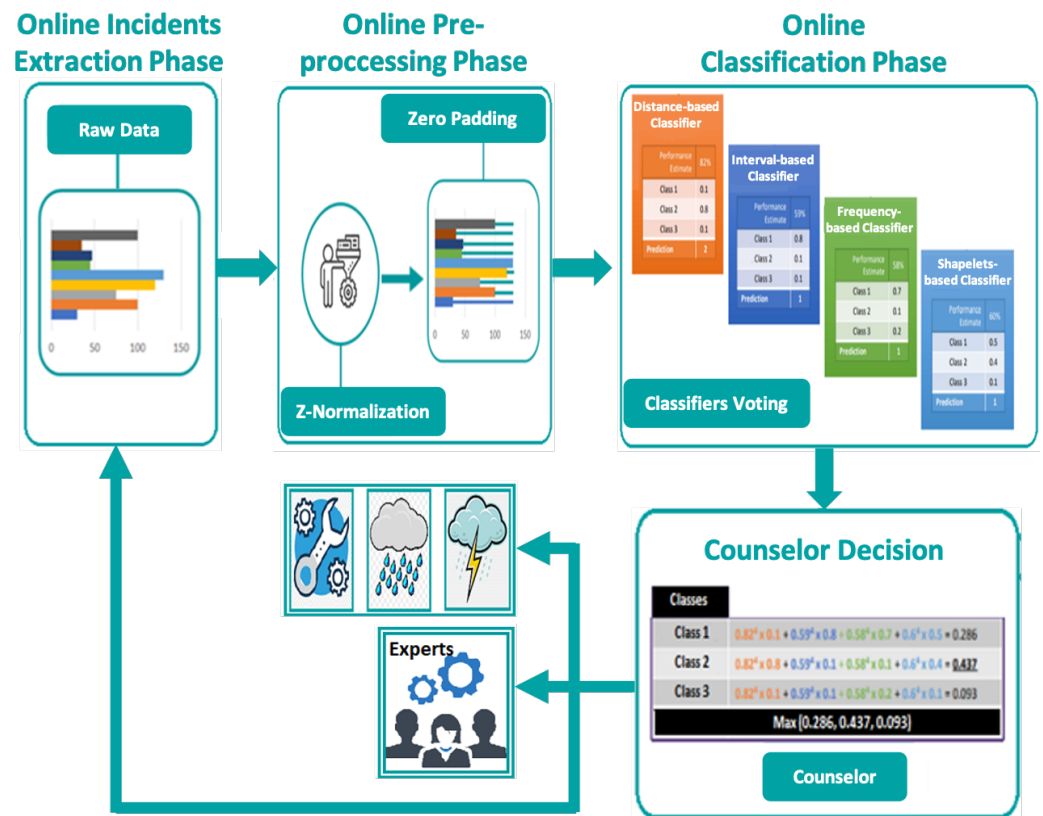 Online Incidents
Extraction Phase
Raw Data
0 50 100 150
Online Pre-
proccessing Phase
Zero Padding
0 50 100 150
Z-Normalization
Online
Classification Phase
Distance-based
Classifier
Performance
Estimate 82%
Class 1 0.1
Class 2 0.8
Class 3 0.1
Prediction 2
Interval-based
Classifier
Performance
Estimate 59%
Class 1 0.8
Class 2 0.1
Class 3 0.1
Prediction 1
Frequency-
based Classifier
Performance
Estimate 58%
Class 1 0.7
Class 2 0.1
Class 3 0.2
Prediction 1
Shapelets-
based Classifier
Performance
Estimate 60%
Class 1 0.5
Class 2 0.4
Class 3 0.1
Prediction 1
Classifiers Voting
Counselor Decision
Classes
Class 1 0.82⁴ x 0.1 + 0.59⁴ x 0.8 + 0.58⁴ x 0.7 + 0.6⁴ x 0.5 = 0.286
Class 2 0.82⁴ x 0.8 + 0.59⁴ x 0.1 + 0.58⁴ x 0.1 + 0.6⁴ x 0.4 = 0.437
Class 3 0.82⁴ x 0.1 + 0.59⁴ x 0.1 + 0.58⁴ x 0.2 + 0.6⁴ x 0.1 = 0.093
Max (0.286, 0.437, 0.093)
Counselor
Experts